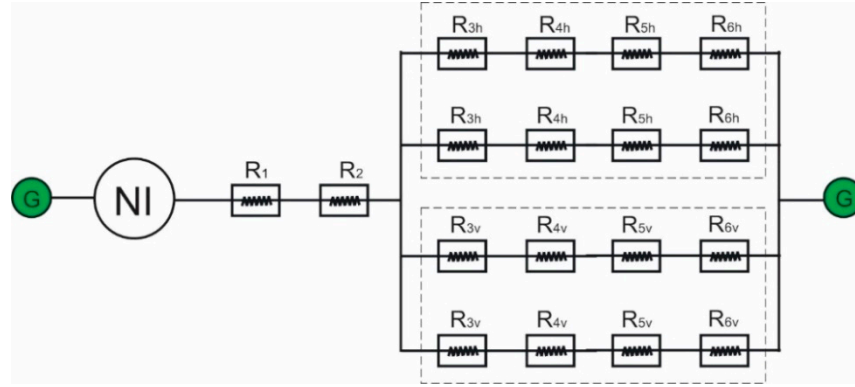 R3h R4h R5h R6h
R3h R4h R5h R6h
R1 R2
G NI G
R3v R4v R5v R6v
R3v R4v R5v R6v